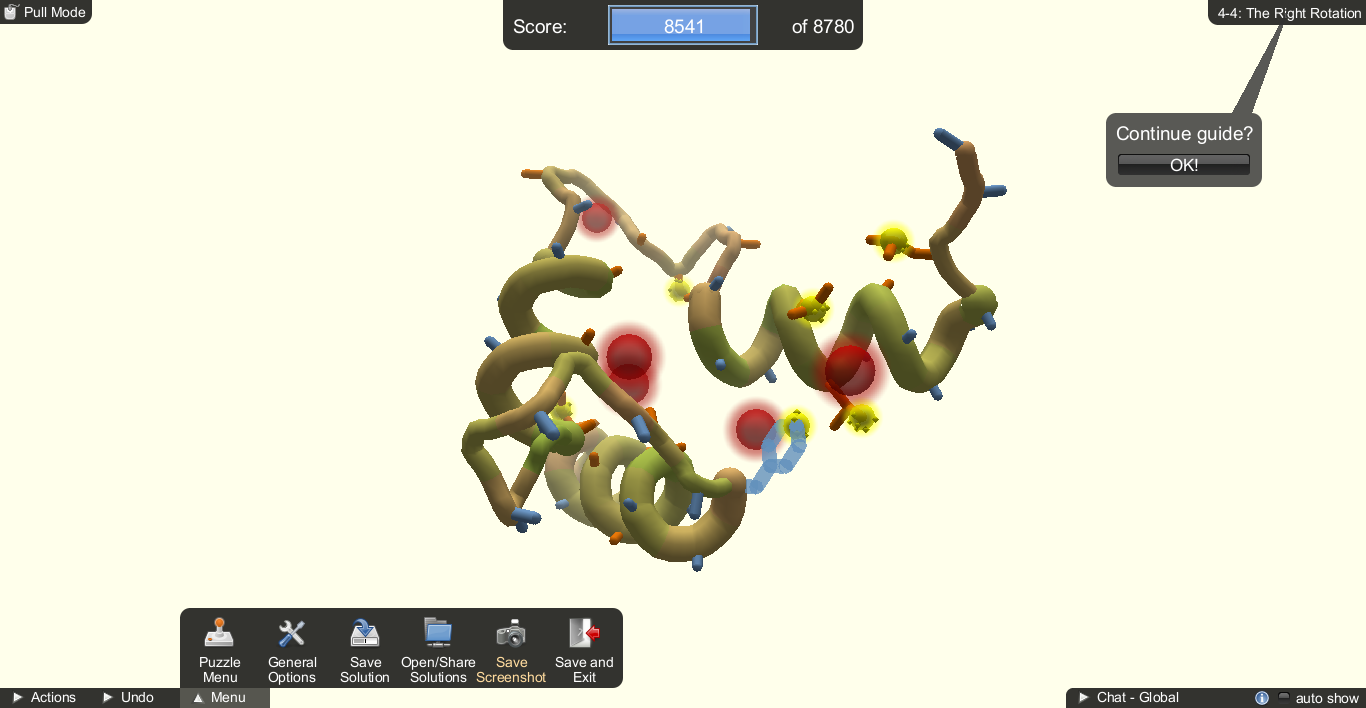 Pull Mode
Score:
8541
of 8780
4-4: The Right Rotation
Continue guide?
OK!
Puzzle
Menu
General
Options
Save
Solution
Open/Share
Solutions
Save
Screenshot
Save and
Exit
Actions
Undo
Menu
Chat - Global
auto show